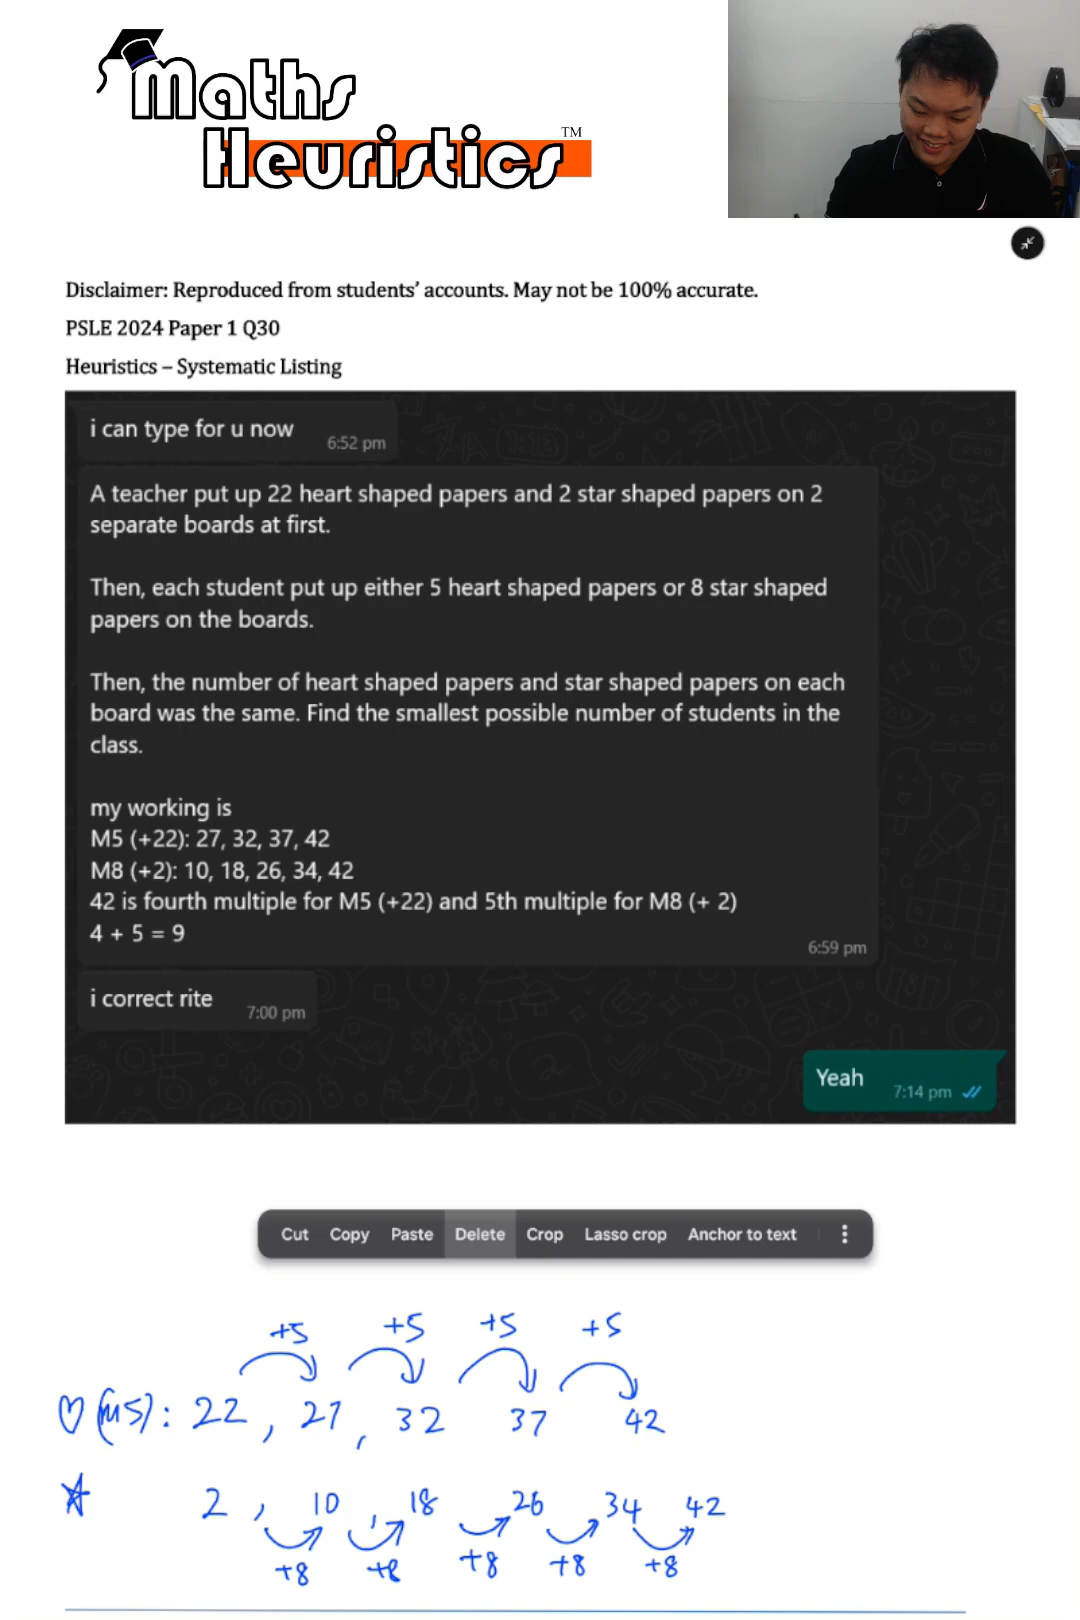 Maths
Heuristics™
Disclaimer: Reproduced from students' accounts. May not be 100% accurate.
PSLE 2024 Paper 1 Q30
Heuristics – Systematic Listing
i can type for u now
6:52 pm
A teacher put up 22 heart shaped papers and 2 star shaped papers on 2
separate boards at first.
Then, each student put up either 5 heart shaped papers or 8 star shaped
papers on the boards.
Then, the number of heart shaped papers and star shaped papers on each
board was the same. Find the smallest possible number of students in the
class.
my working is
M5 (+22): 27, 32, 37, 42
M8 (+2): 10, 18, 26, 34, 42
42 is fourth multiple for M5 (+22) and 5th multiple for M8 (+ 2)
4 + 5 = 9
6:59 pm
i correct rite
7:00 pm
Yeah
7:14 pm
Cut Copy Paste Delete Crop Lasso crop Anchor to text
+5 +5 +5 +5
♡ (M5): 22, 27, 32 37 42
☆ 2, 10, 18 26 34 42
+8 +8 +8 +8 +8